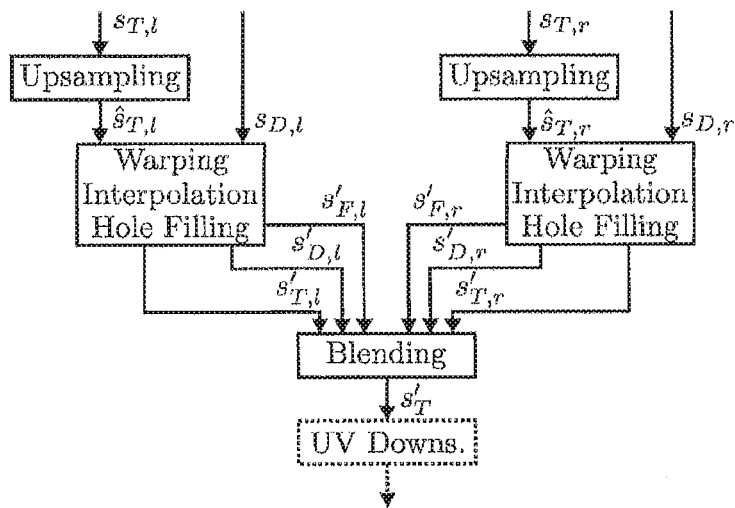 s_{T,l}
s_{T,r}
Upsampling
Upsampling
ŝ_{T,l}
s_{D,l}
ŝ_{T,r}
s_{D,r}
Warping
Interpolation
Hole Filling
Warping
Interpolation
Hole Filling
s'_{F,l}
s'_{F,r}
s'_{D,l}
s'_{D,r}
s'_{T,l}
s'_{T,r}
Blending
s'_T
UV Downs.